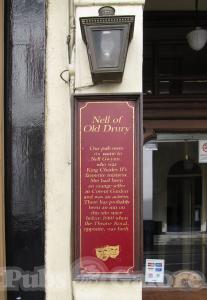 Nell of
Old Drury
Our pub owes
its name to
Nell Gwynn
who was
King Charles II's
favourite mistress
She had been
an orange seller
in Covent Garden
and was an actress
There has probably
been an inn on
this site since
before 1660 when
the Theatre Royal,
opposite, was built
Pubs